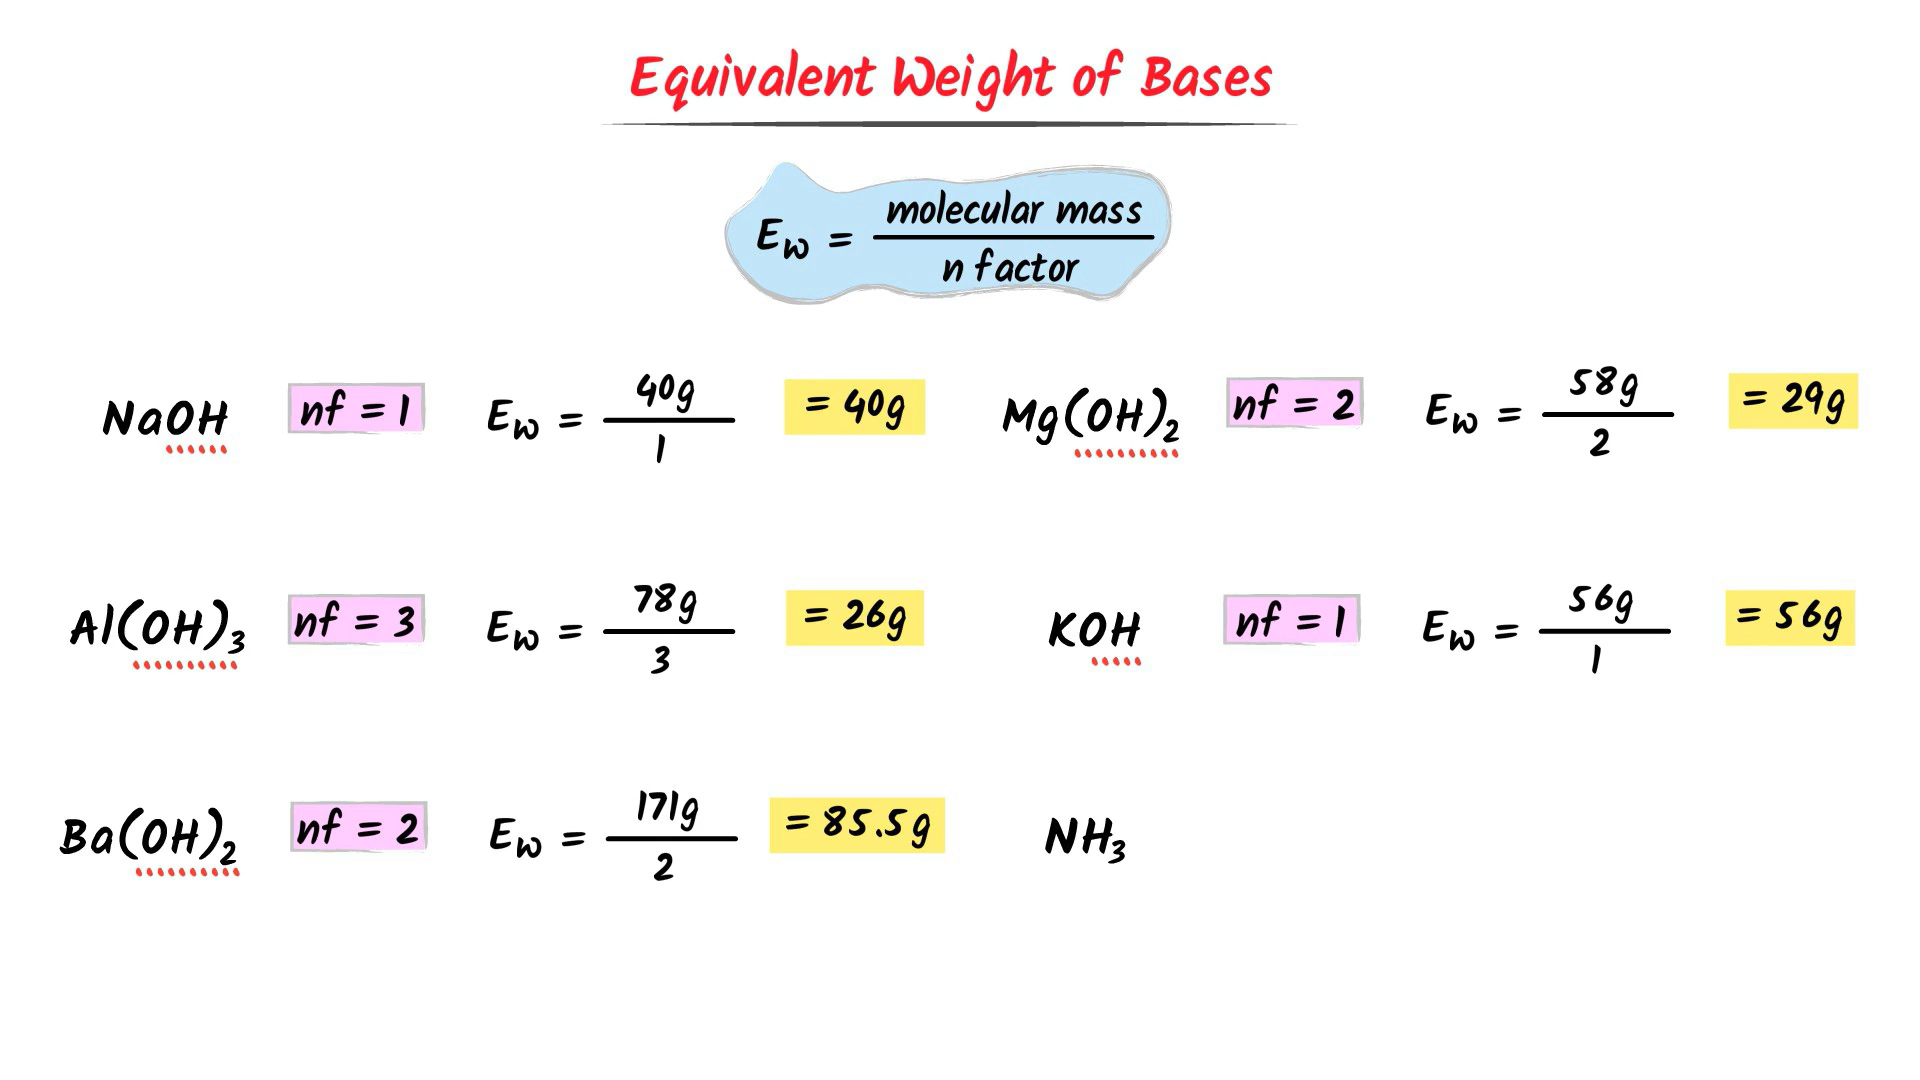 Equivalent Weight of Bases
Ew = molecular mass / n factor
NaOH nf = 1 Ew = 40g / 1 = 40g
Mg(OH)₂ nf = 2 Ew = 58g / 2 = 29g
Al(OH)₃ nf = 3 Ew = 78g / 3 = 26g
KOH nf = 1 Ew = 56g / 1 = 56g
Ba(OH)₂ nf = 2 Ew = 171g / 2 = 85.5g
NH₃